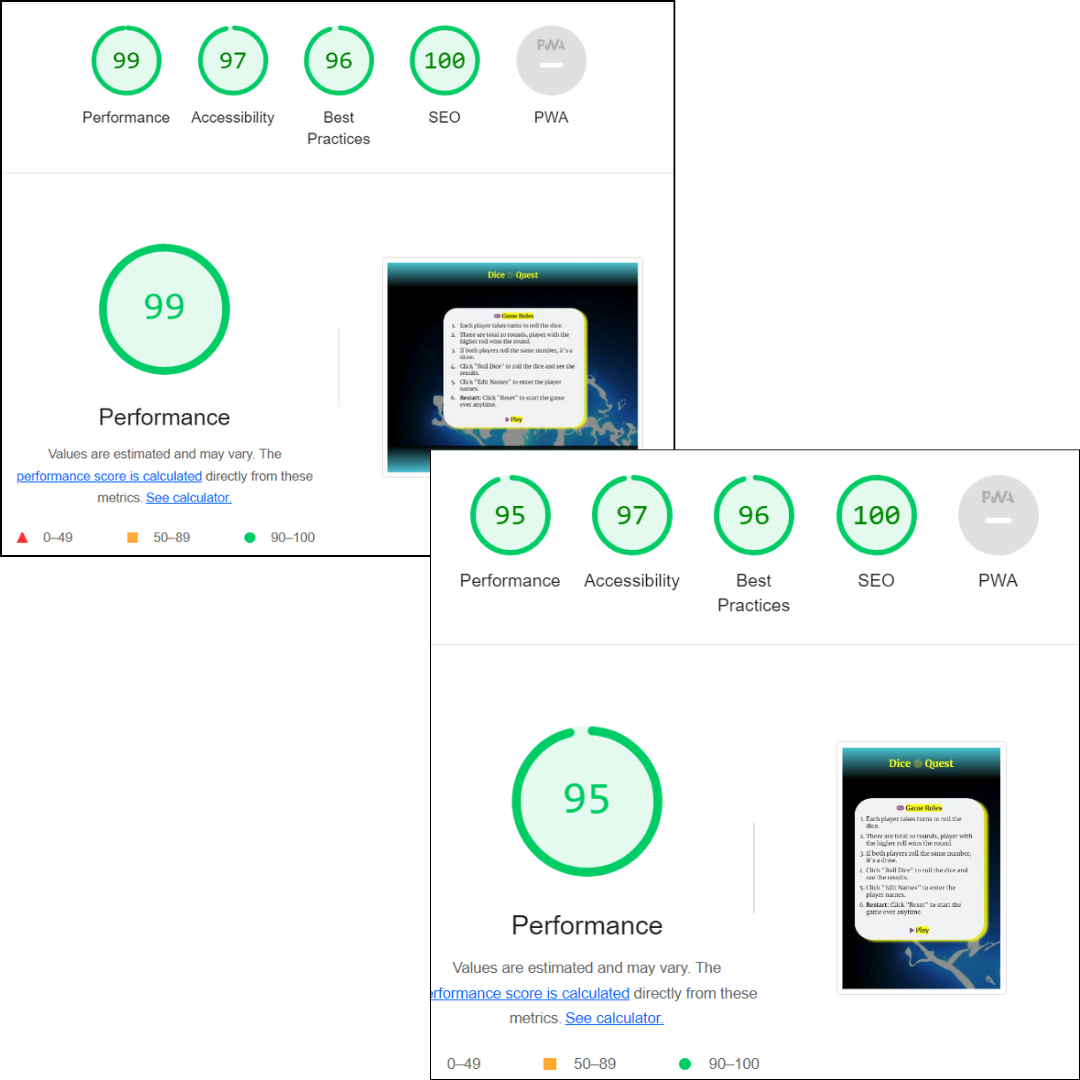 99
97
96
100
PWA
Performance
Accessibility
Best
Practices
SEO
PWA
99
Performance
Values are estimated and may vary. The
performance score is calculated directly from these
metrics. See calculator.
0–49
50–89
90–100
Dice Quest
Game Rules
1. Each player takes turns to roll the dice.
2. There are total 10 rounds, player with the
higher roll wins the round.
3. If both players roll the same number, it's a
draw.
4. Click "Roll Dice" to roll the dice and see the
results.
5. Click "Edit Names" to enter the player
names.
6. Restart: Click "Reset" to start the game
over anytime.
Play
95
97
96
100
PWA
Performance
Accessibility
Best
Practices
SEO
PWA
95
Performance
Values are estimated and may vary. The
erformance score is calculated directly from these
metrics. See calculator.
0–49
50–89
90–100
Dice Quest
Game Rules
1. Each player takes turns to roll the
dice.
2. There are total 10 rounds, player with
the higher roll wins the round.
3. If both players roll the same number,
it's a draw.
4. Click "Roll Dice" to roll the dice and
see the results.
5. Click "Edit Names" to enter the
player names.
6. Restart: Click "Reset" to start the
game over anytime.
Play